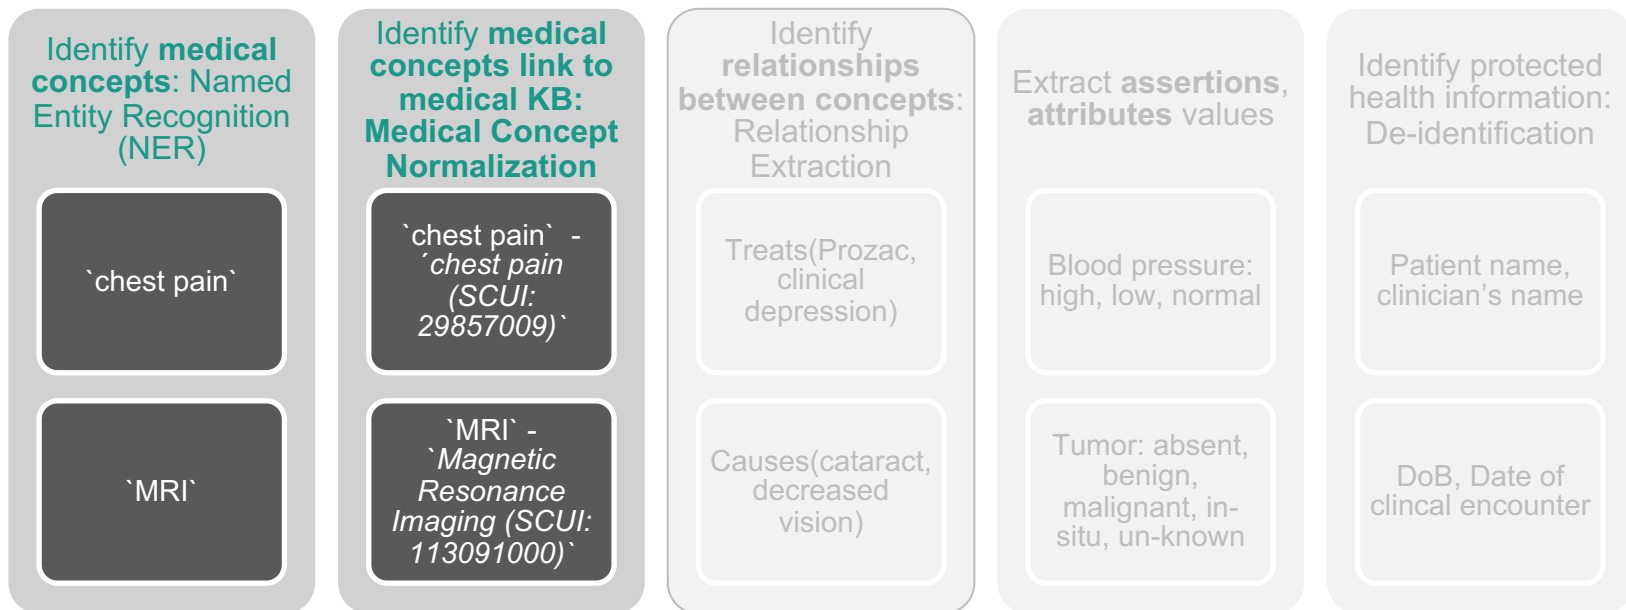 Identify medical
concepts: Named
Entity Recognition
(NER)
`chest pain`
`MRI`
Identify medical
concepts link to
medical KB:
Medical Concept
Normalization
`chest pain` -
´chest pain
(SCUI:
29857009)`
`MRI` -
`Magnetic
Resonance
Imaging (SCUI:
113091000)`
Identify
relationships
between concepts:
Relationship
Extraction
Treats(Prozac,
clinical
depression)
Causes(cataract,
decreased
vision)
Extract assertions,
attributes values
Blood pressure:
high, low, normal
Tumor: absent,
benign,
malignant, in-
situ, un-known
Identify protected
health information:
De-identification
Patient name,
clinician’s name
DoB, Date of
clincal encounter